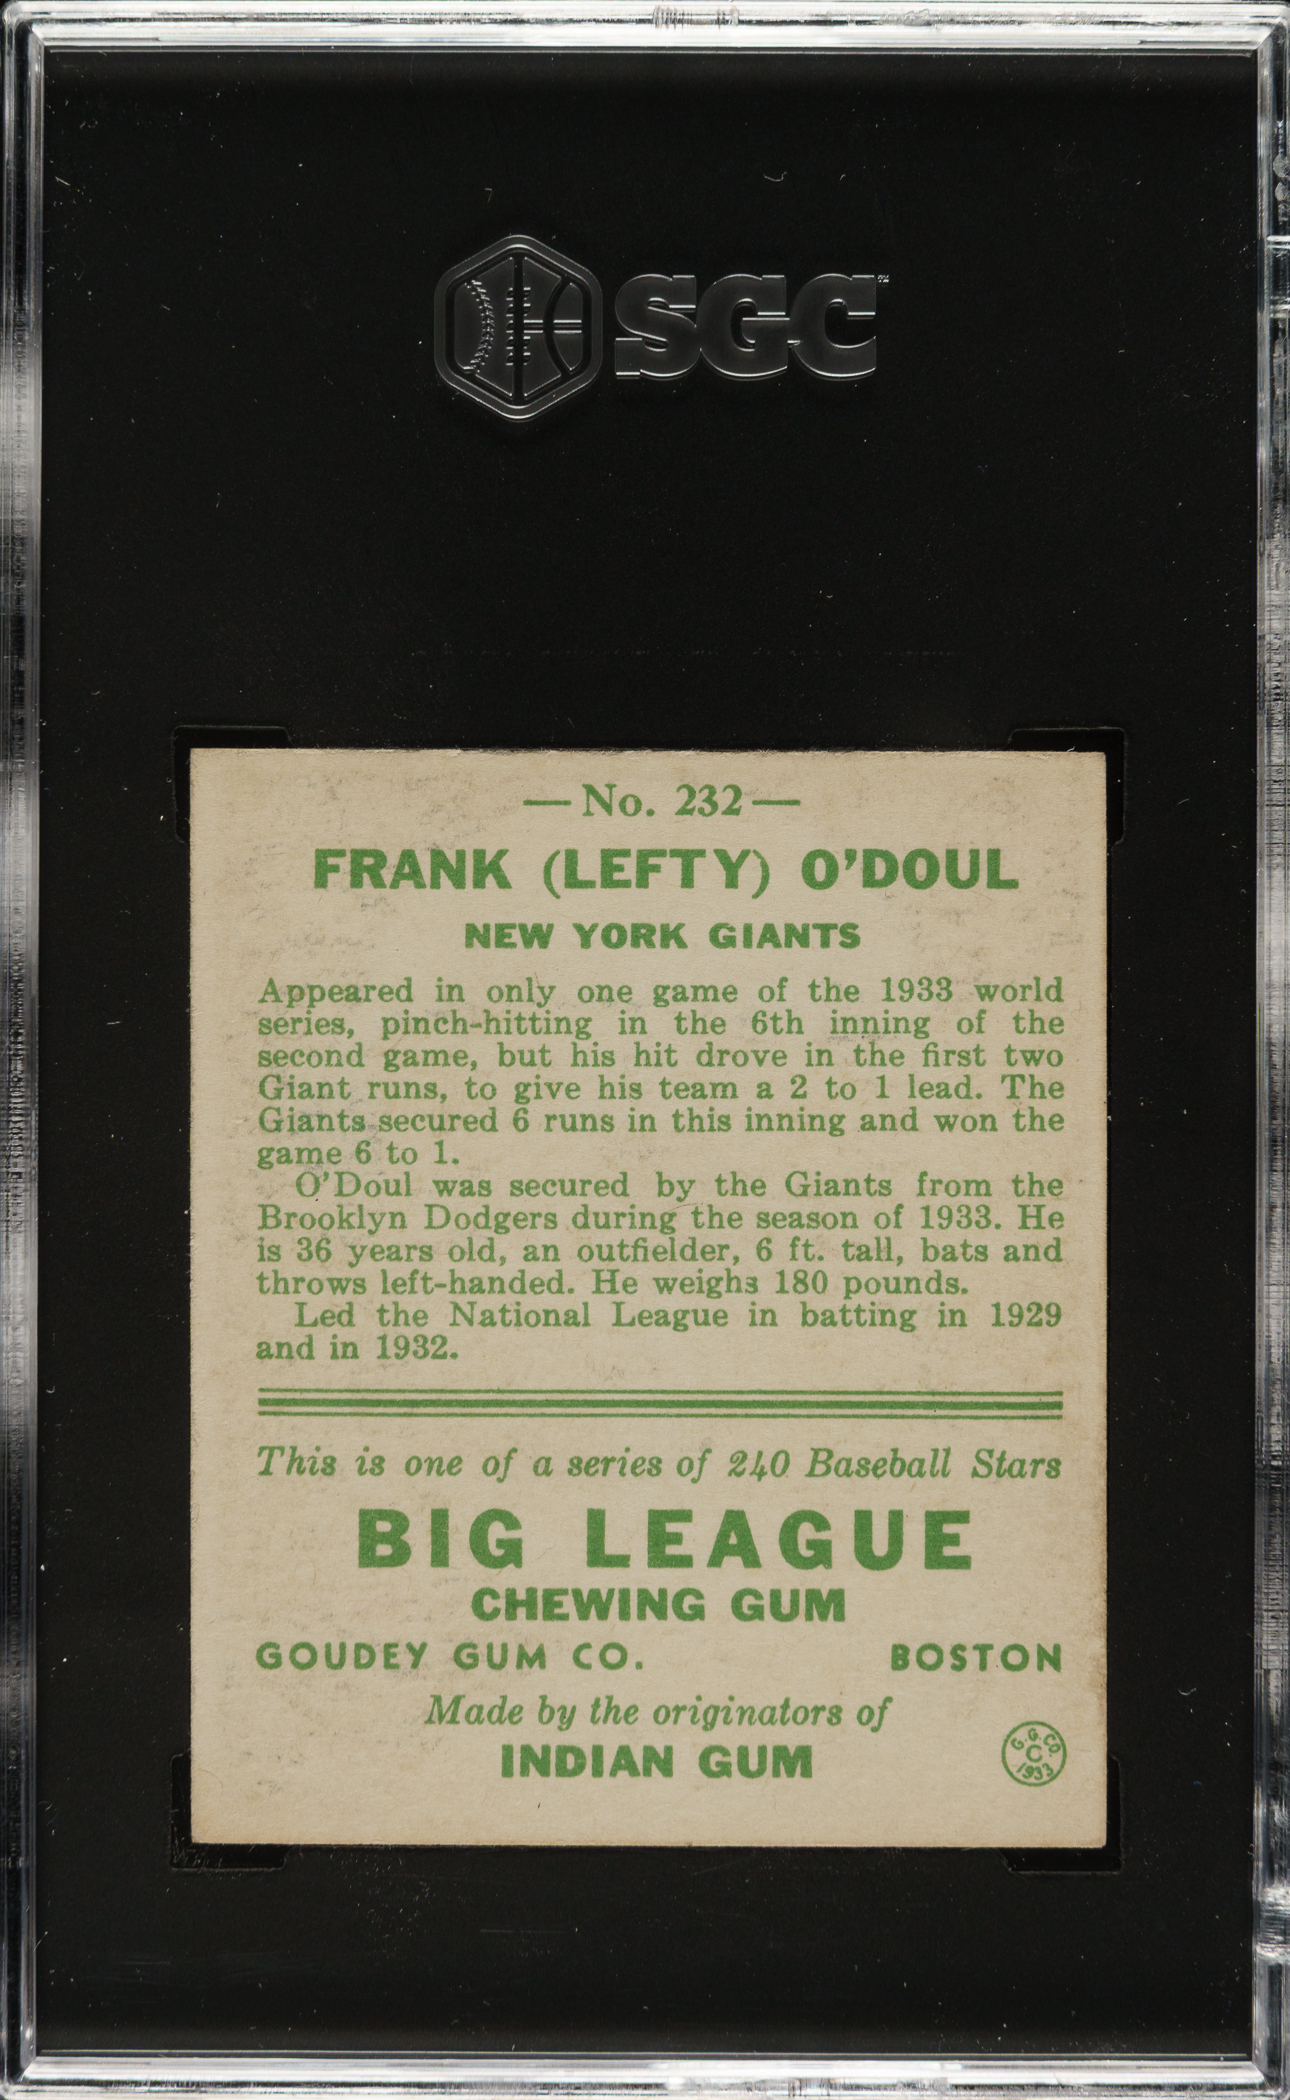 SGC™
—No. 232—
FRANK (LEFTY) O'DOUL
NEW YORK GIANTS
Appeared in only one game of the 1933 world
series, pinch-hitting in the 6th inning of the
second game, but his hit drove in the first two
Giant runs, to give his team a 2 to 1 lead. The
Giants secured 6 runs in this inning and won the
game 6 to 1.
O'Doul was secured by the Giants from the
Brooklyn Dodgers during the season of 1933. He
is 36 years old, an outfielder, 6 ft. tall, bats and
throws left-handed. He weighs 180 pounds.
Led the National League in batting in 1929
and in 1932.
This is one of a series of 240 Baseball Stars
BIG LEAGUE
CHEWING GUM
GOUDEY GUM CO. BOSTON
Made by the originators of
INDIAN GUM
G.G.CO.
C
1933